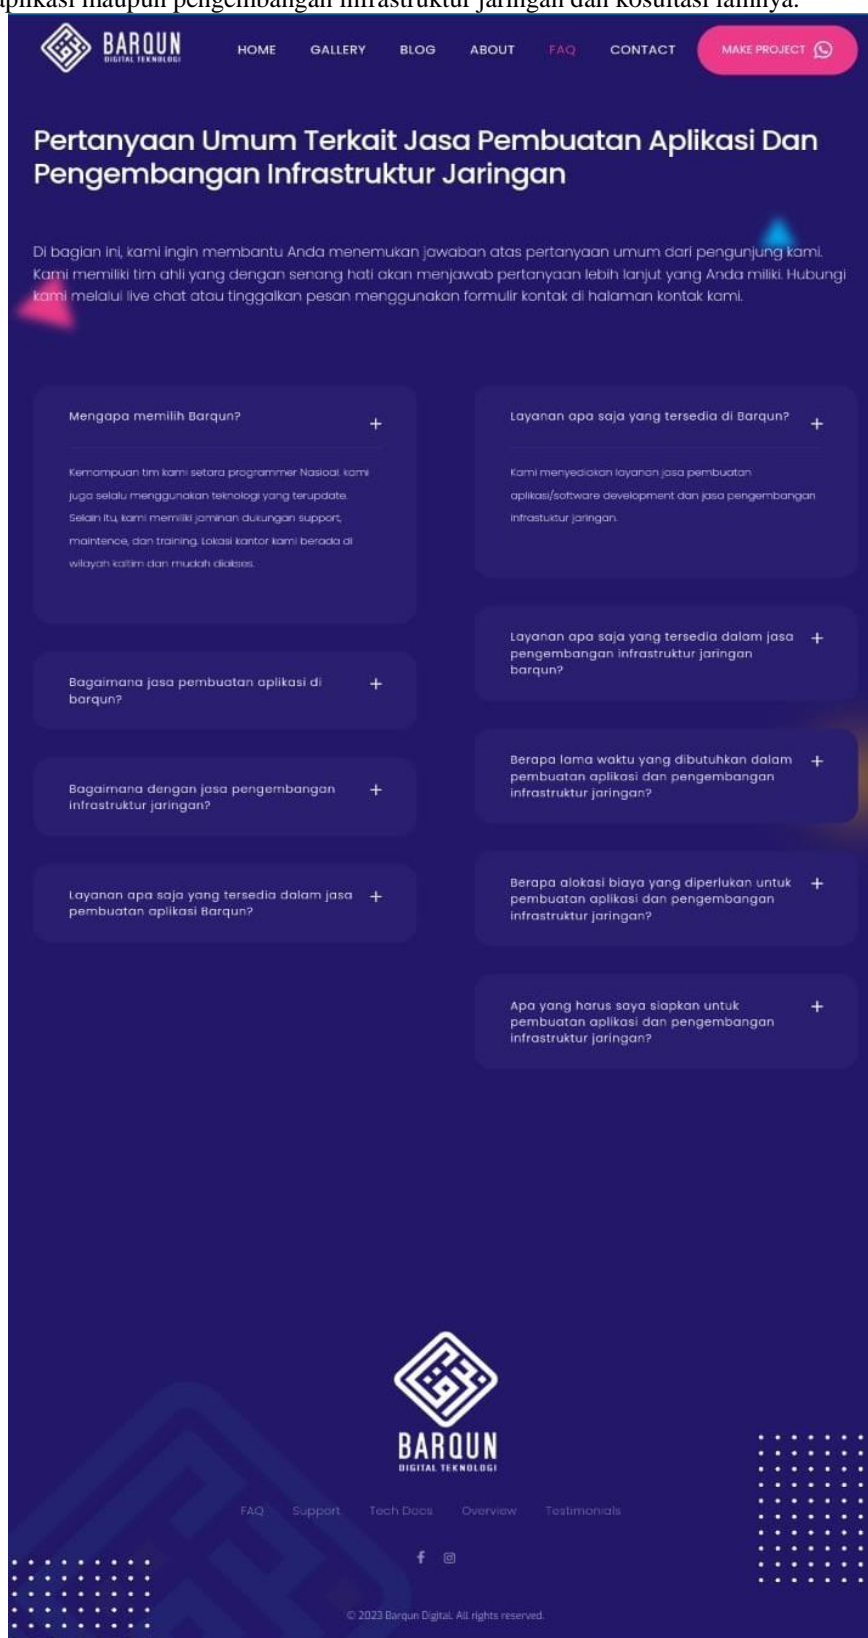 aplikasi maupun pengembangan infrastruktur jaringan dan kosultasi lainnya.
BARQUN
DIGITAL TEKNOLOGI
HOME GALLERY BLOG ABOUT FAQ CONTACT MAKE PROJECT
Pertanyaan Umum Terkait Jasa Pembuatan Aplikasi Dan
Pengembangan Infrastruktur Jaringan
Di bagian ini, kami ingin membantu Anda menemukan jawaban atas pertanyaan umum dari pengunjung kami.
Kami memiliki tim ahli yang dengan senang hati akan menjawab pertanyaan lebih lanjut yang Anda miliki. Hubungi
kami melalui live chat atau tinggalkan pesan menggunakan formulir kontak di halaman kontak kami.
Mengapa memilih Barqun? +
Kemampuan tim kami setara programmer Nasioal. kami
juga selalu menggunakan teknologi yang terupdate.
Selain itu, kami memiliki jaminan dukungan support,
maintence, dan training. Lokasi kantor kami berada di
wilayah kaltim dan mudah diakses.
Bagaimana jasa pembuatan aplikasi di +
barqun?
Bagaimana dengan jasa pengembangan +
infrastruktur jaringan?
Layanan apa saja yang tersedia dalam jasa +
pembuatan aplikasi Barqun?
Layanan apa saja yang tersedia di Barqun? +
Kami menyediakan layanan jasa pembuatan
aplikasi/software development dan jasa pengembangan
infrastuktur jaringan.
Layanan apa saja yang tersedia dalam jasa +
pengembangan infrastruktur jaringan
barqun?
Berapa lama waktu yang dibutuhkan dalam +
pembuatan aplikasi dan pengembangan
infrastruktur jaringan?
Berapa alokasi biaya yang diperlukan untuk +
pembuatan aplikasi dan pengembangan
infrastruktur jaringan?
Apa yang harus saya siapkan untuk +
pembuatan aplikasi dan pengembangan
infrastruktur jaringan?
BARQUN
DIGITAL TEKNOLOGI
FAQ Support Tech Docs Overview Testimonials
© 2023 Barqun Digital. All rights reserved.